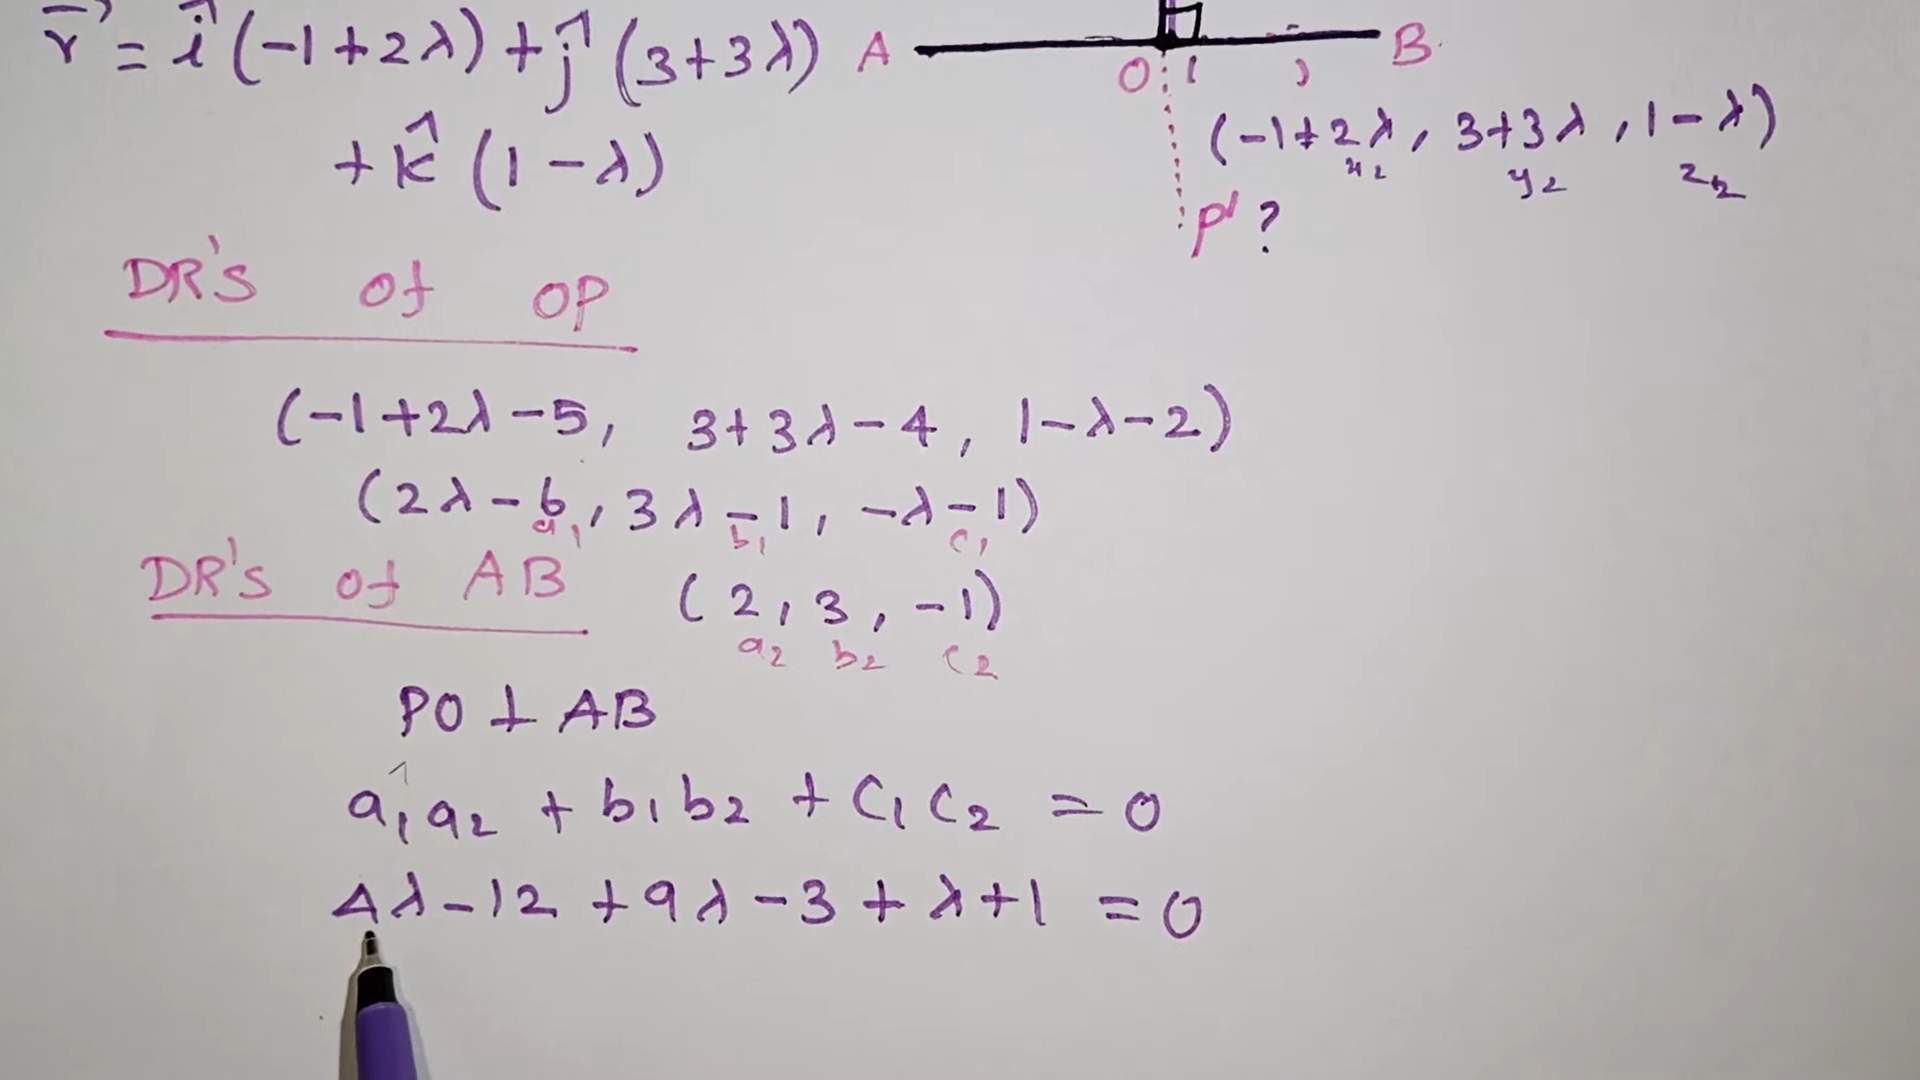 r⃗ = î (-1+2λ) + ĵ (3+3λ)
+ k̂ (1-λ)
A B
O ( , )
(-1+2λ, 3+3λ, 1-λ)
x₂ y₂ z₂
P' ?
DR'S of OP
(-1+2λ-5, 3+3λ-4, 1-λ-2)
(2λ-6, 3λ-1, -λ-1)
a₁ b₁ c₁
DR'S of AB (2, 3, -1)
a₂ b₂ c₂
PO ⊥ AB
a₁a₂ + b₁b₂ + c₁c₂ = 0
4λ-12 +9λ-3+λ+1 = 0